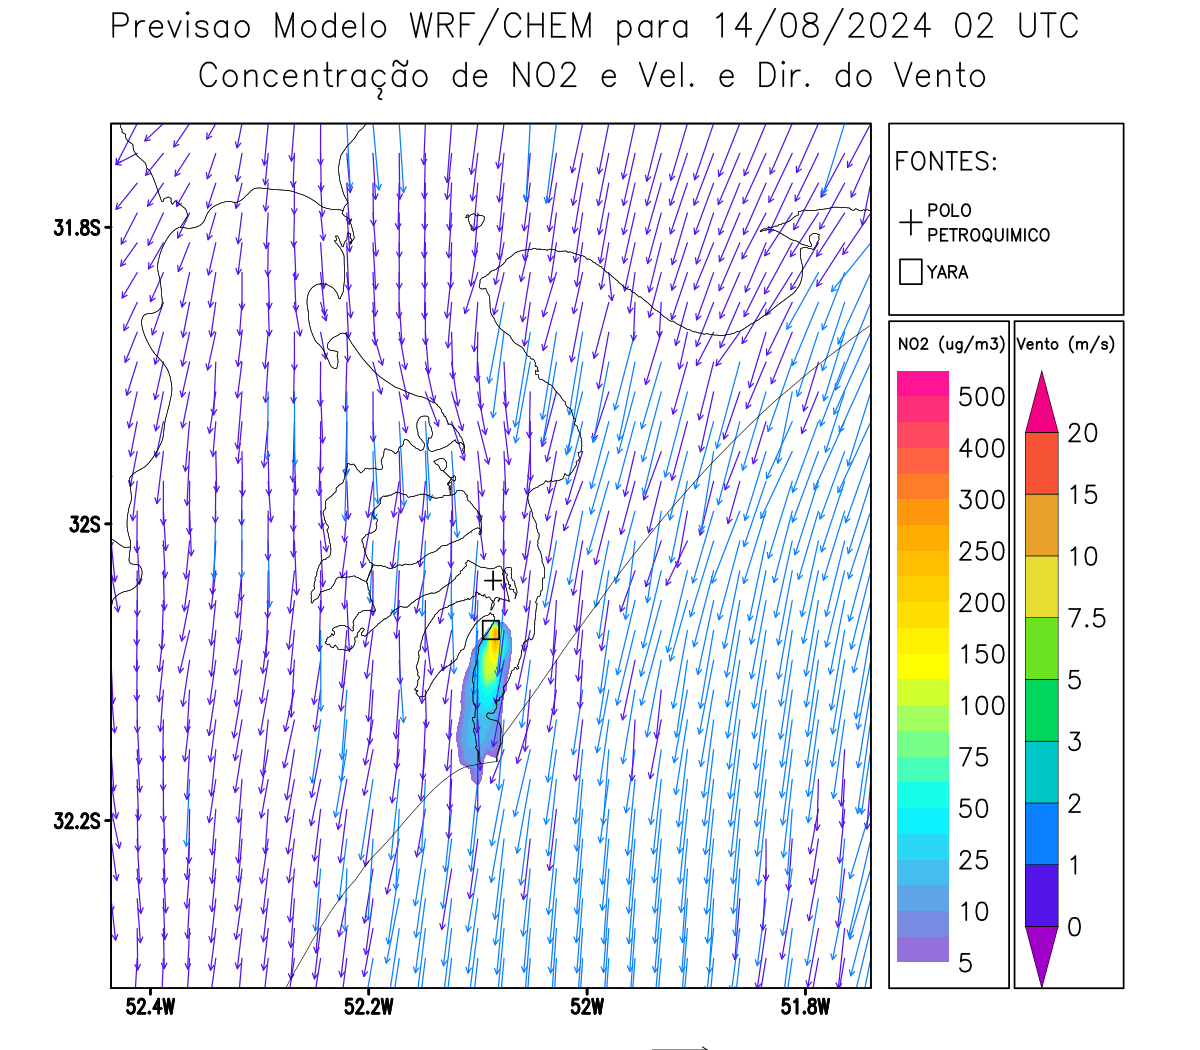 Previsao Modelo WRF/CHEM para 14/08/2024 02 UTC
Concentração de NO2 e Vel. e Dir. do Vento
FONTES:
POLO
PETROQUIMICO
YARA
NO2 (ug/m3)
500
400
300
250
200
150
100
75
50
25
10
5
Vento (m/s)
20
15
10
7.5
5
3
2
1
0
31.8S
32S
32.2S
52.4W
52.2W
52W
51.8W